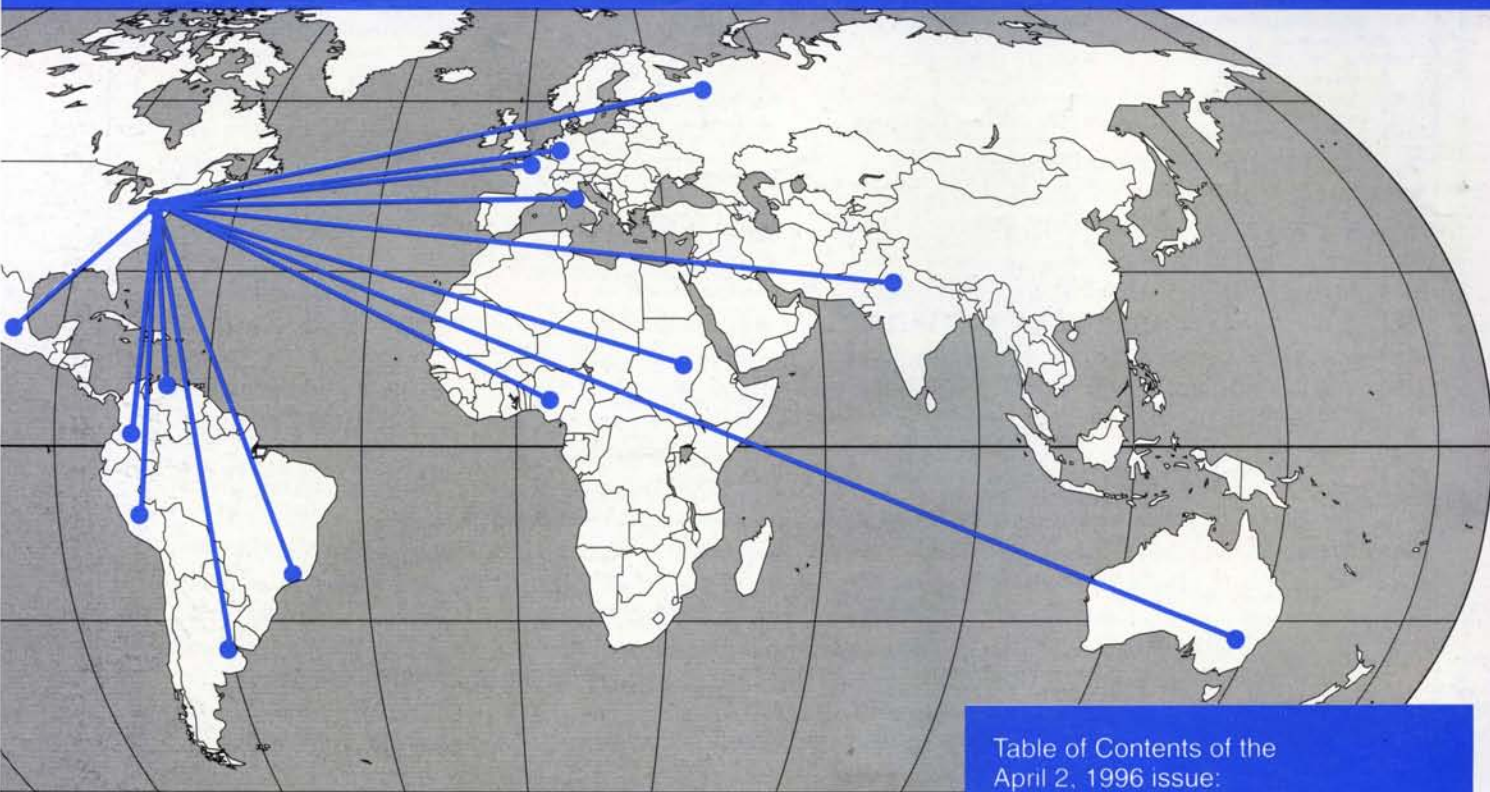 Table of Contents of the
April 2, 1996 issue: